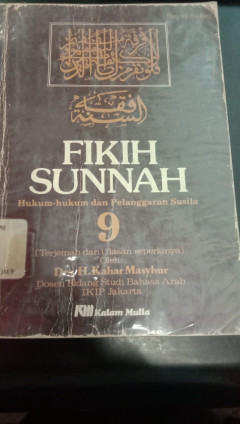 فقه
السنة
FIKIH
SUNNAH
Hukum-hukum dan Pelanggaran Susila
9
(Terjemah dan Ulasan seperlunya)
Oleh:
H. Kahar Masyhur
Dosen Bidang Studi Bahasa Arab
IKIP Jakarta
KM Kalam Mulia